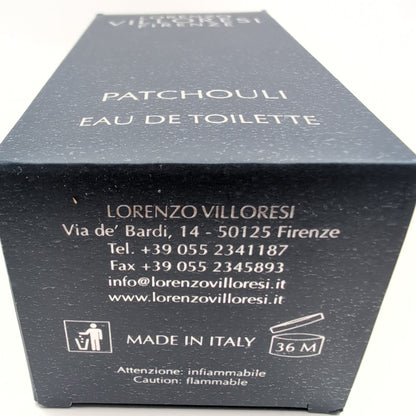 VILLORESI
FIRENZE
PATCHOULI
EAU DE TOILETTE
LORENZO VILLORESI
Via de' Bardi, 14 - 50125 Firenze
Tel. +39 055 2341187
Fax +39 055 2345893
info@lorenzovilloresi.it
www.lorenzovilloresi.it
MADE IN ITALY
36 M
Attenzione: infiammabile
Caution: flammable